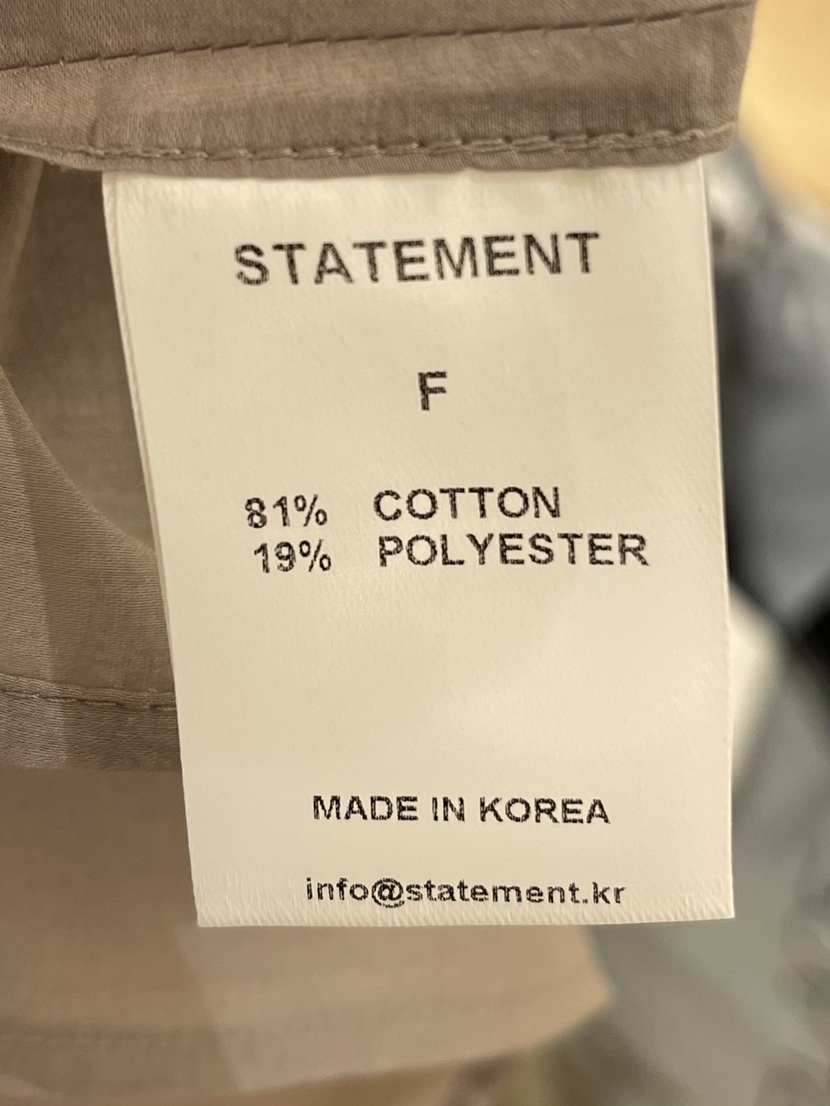 STATEMENT
F
81% COTTON
19% POLYESTER
MADE IN KOREA
info@statement.kr